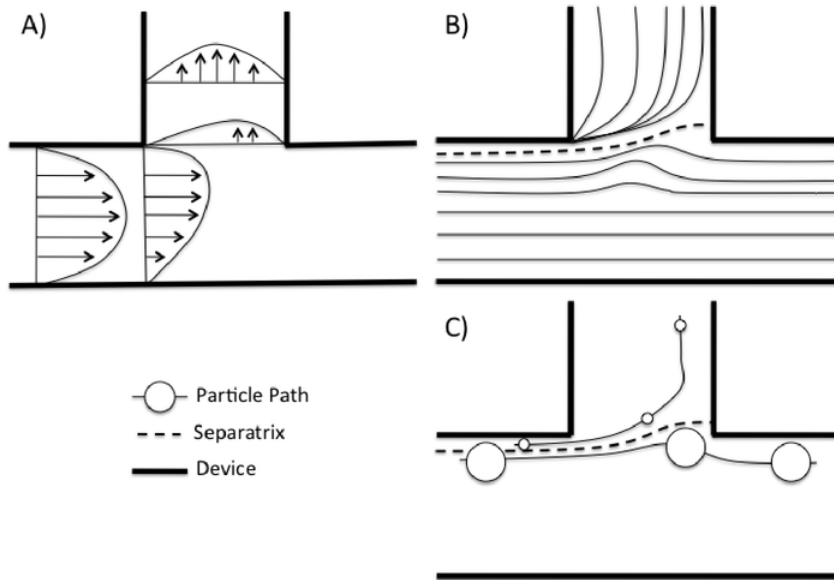 A)
B)
C)
Particle Path
Separatrix
Device